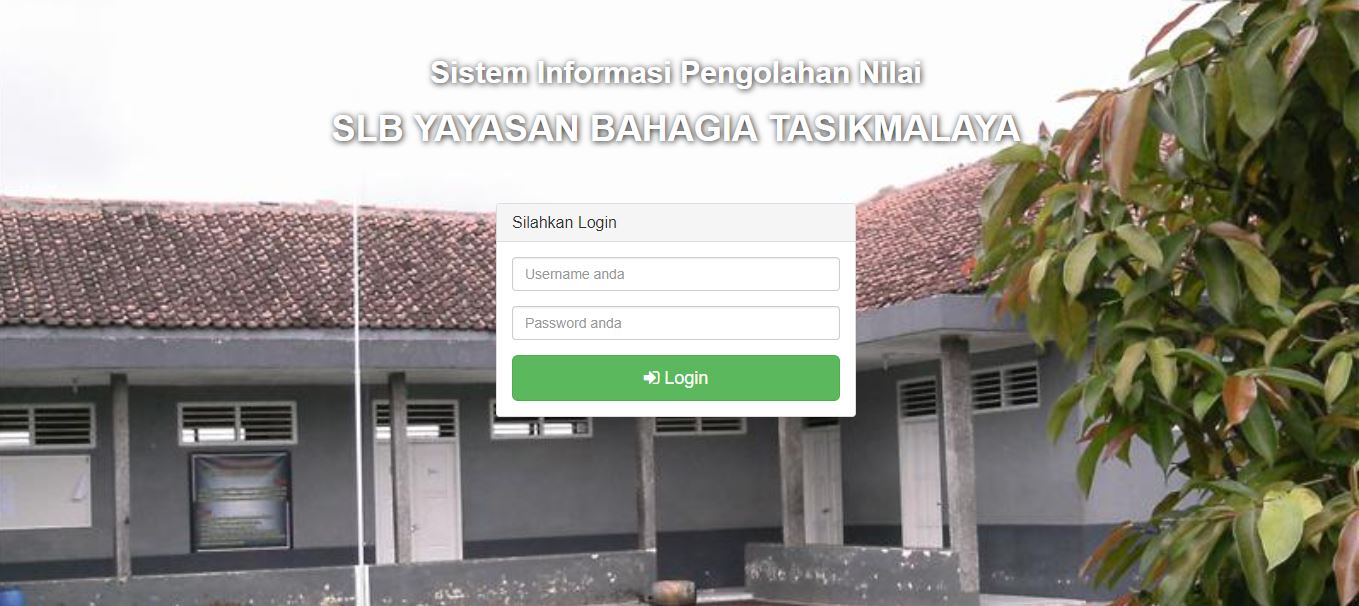 Sistem Informasi Pengolahan Nilai
SLB YAYASAN BAHAGIA TASIKMALAYA
Silahkan Login
Username anda
Password anda
Login